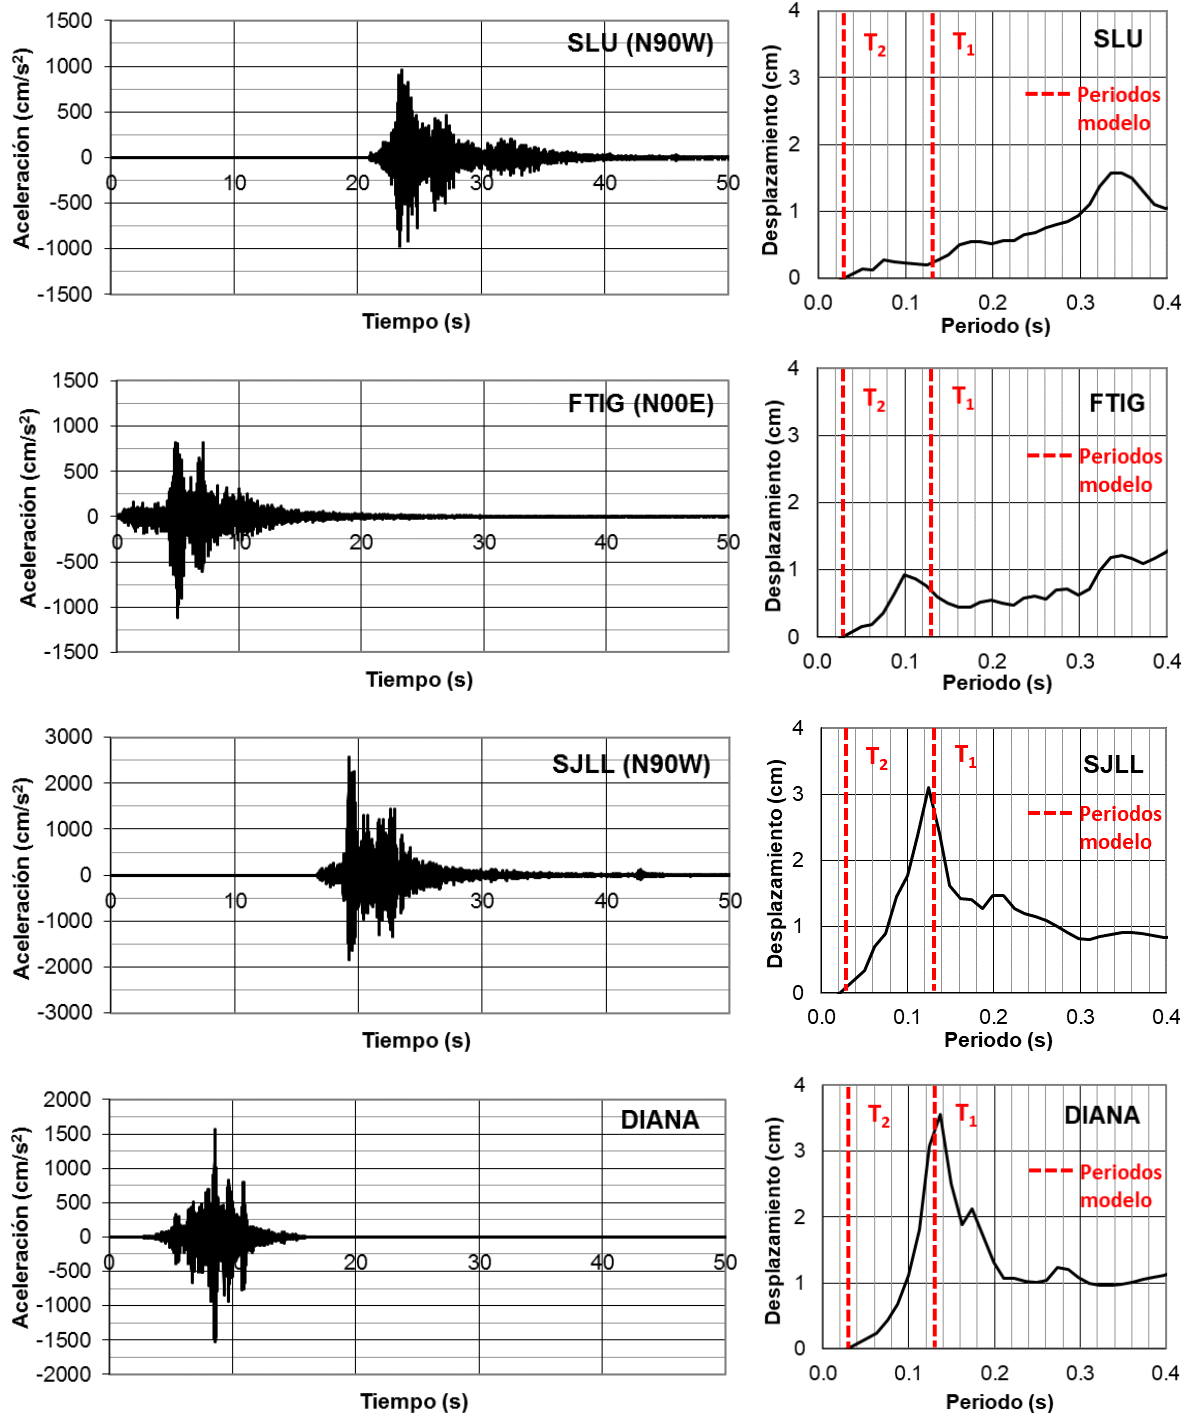 1500
1000
500
0
-500
-1000
-1500
Aceleración (cm/s²)
SLU (N90W)
0
20
30
40
50
Tiempo (s)
4
3
2
1
0
Desplazamiento (cm)
T₂
T₁
SLU
Periodos
modelo
0.0
0.1
0.2
0.3
0.4
Periodo (s)
1500
1000
500
0
-500
-1000
-1500
Aceleración (cm/s²)
FTIG (N00E)
0
10
20
30
40
50
Tiempo (s)
4
3
2
1
0
Desplazamiento (cm)
T₂
T₁
FTIG
Periodos
modelo
0.0
0.1
0.2
0.3
0.4
Periodo (s)
3000
2000
1000
0
-1000
-2000
-3000
Aceleración (cm/s²)
SJLL (N90W)
0
10
20
30
40
50
Tiempo (s)
4
3
2
1
0
Desplazamiento (cm)
T₂
T₁
SJLL
Periodos
modelo
0.0
0.1
0.2
0.3
0.4
Periodo (s)
2000
1500
1000
500
0
-500
-1000
-1500
-2000
Aceleración (cm/s²)
DIANA
0
10
20
30
40
50
Tiempo (s)
4
3
2
1
0
Desplazamiento (cm)
T₂
T₁
DIANA
Periodos
modelo
0.0
0.1
0.2
0.3
0.4
Periodo (s)